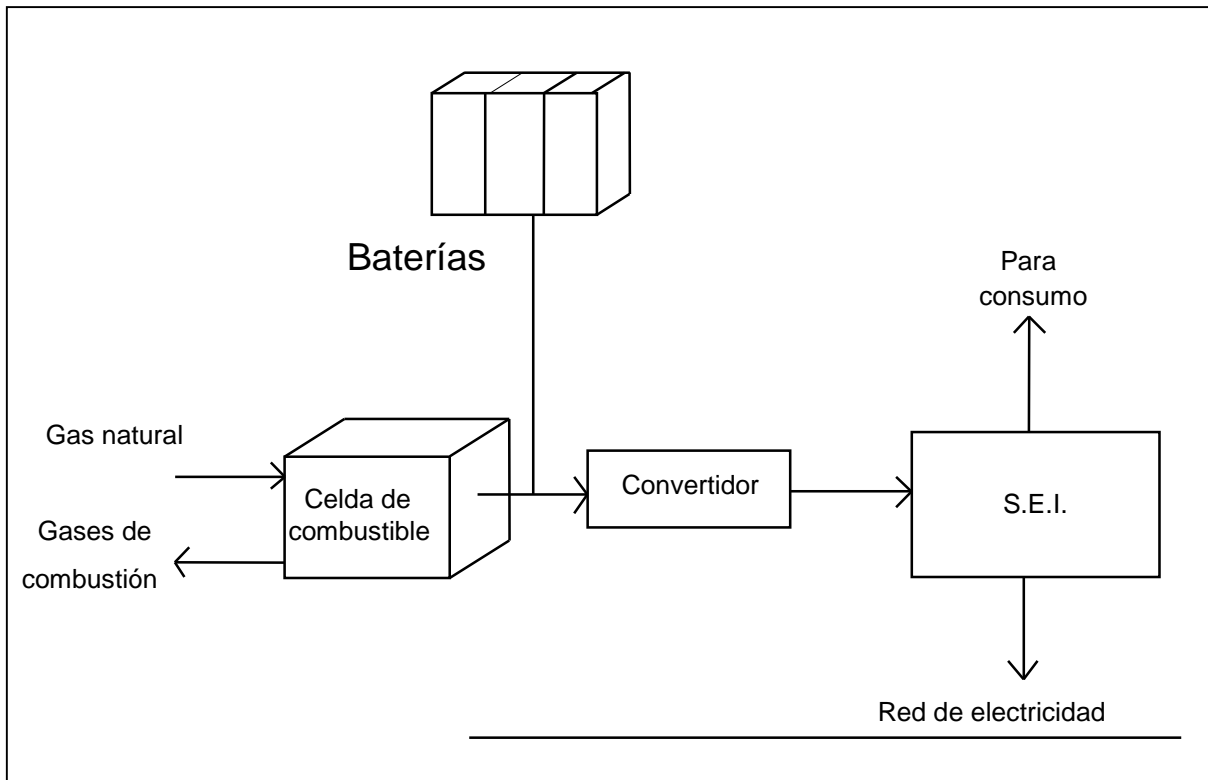 Baterías
Para
consumo
Gas natural
Celda de
combustible
Convertidor
S.E.I.
Gases de
combustión
Red de electricidad